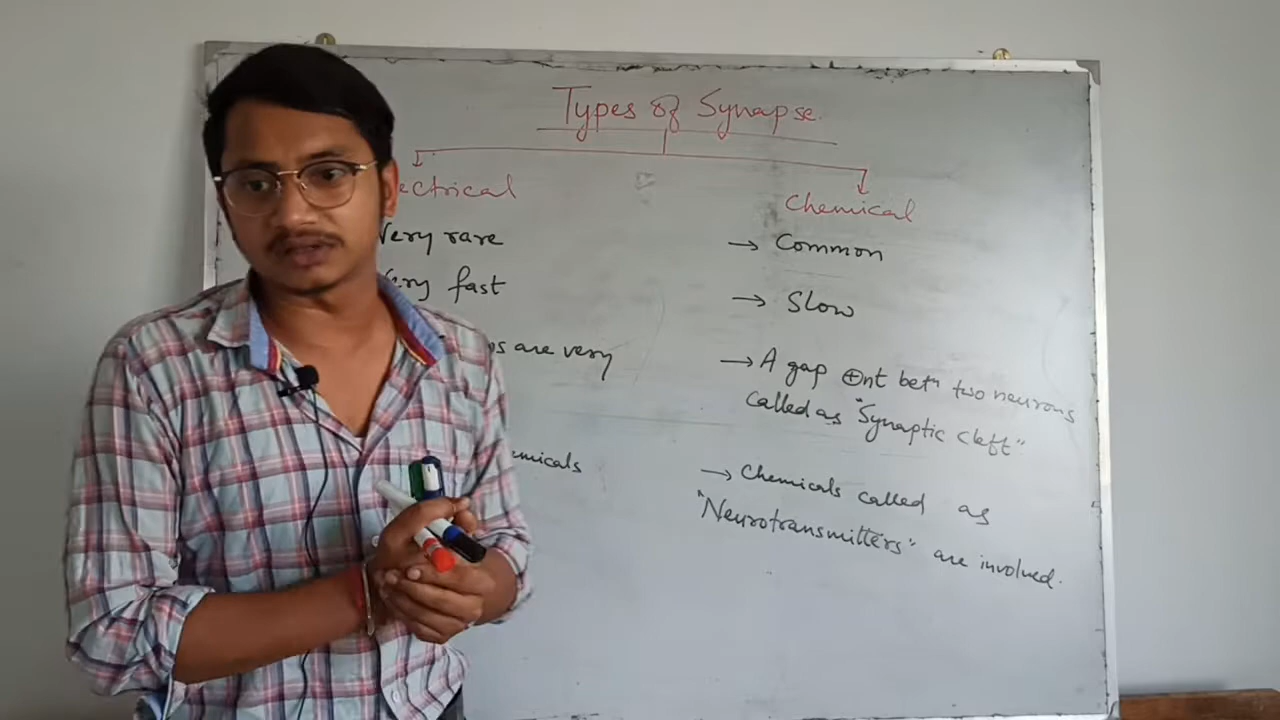 Types of Synapse.
ectrical
Very rare
Very fast
s are very
emicals
Chemical
→ Common
→ Slow
→ A gap ⊕nt betn two neurons
called as "Synaptic cleft"
→ Chemicals called as
"Neurotransmitters" are involved.